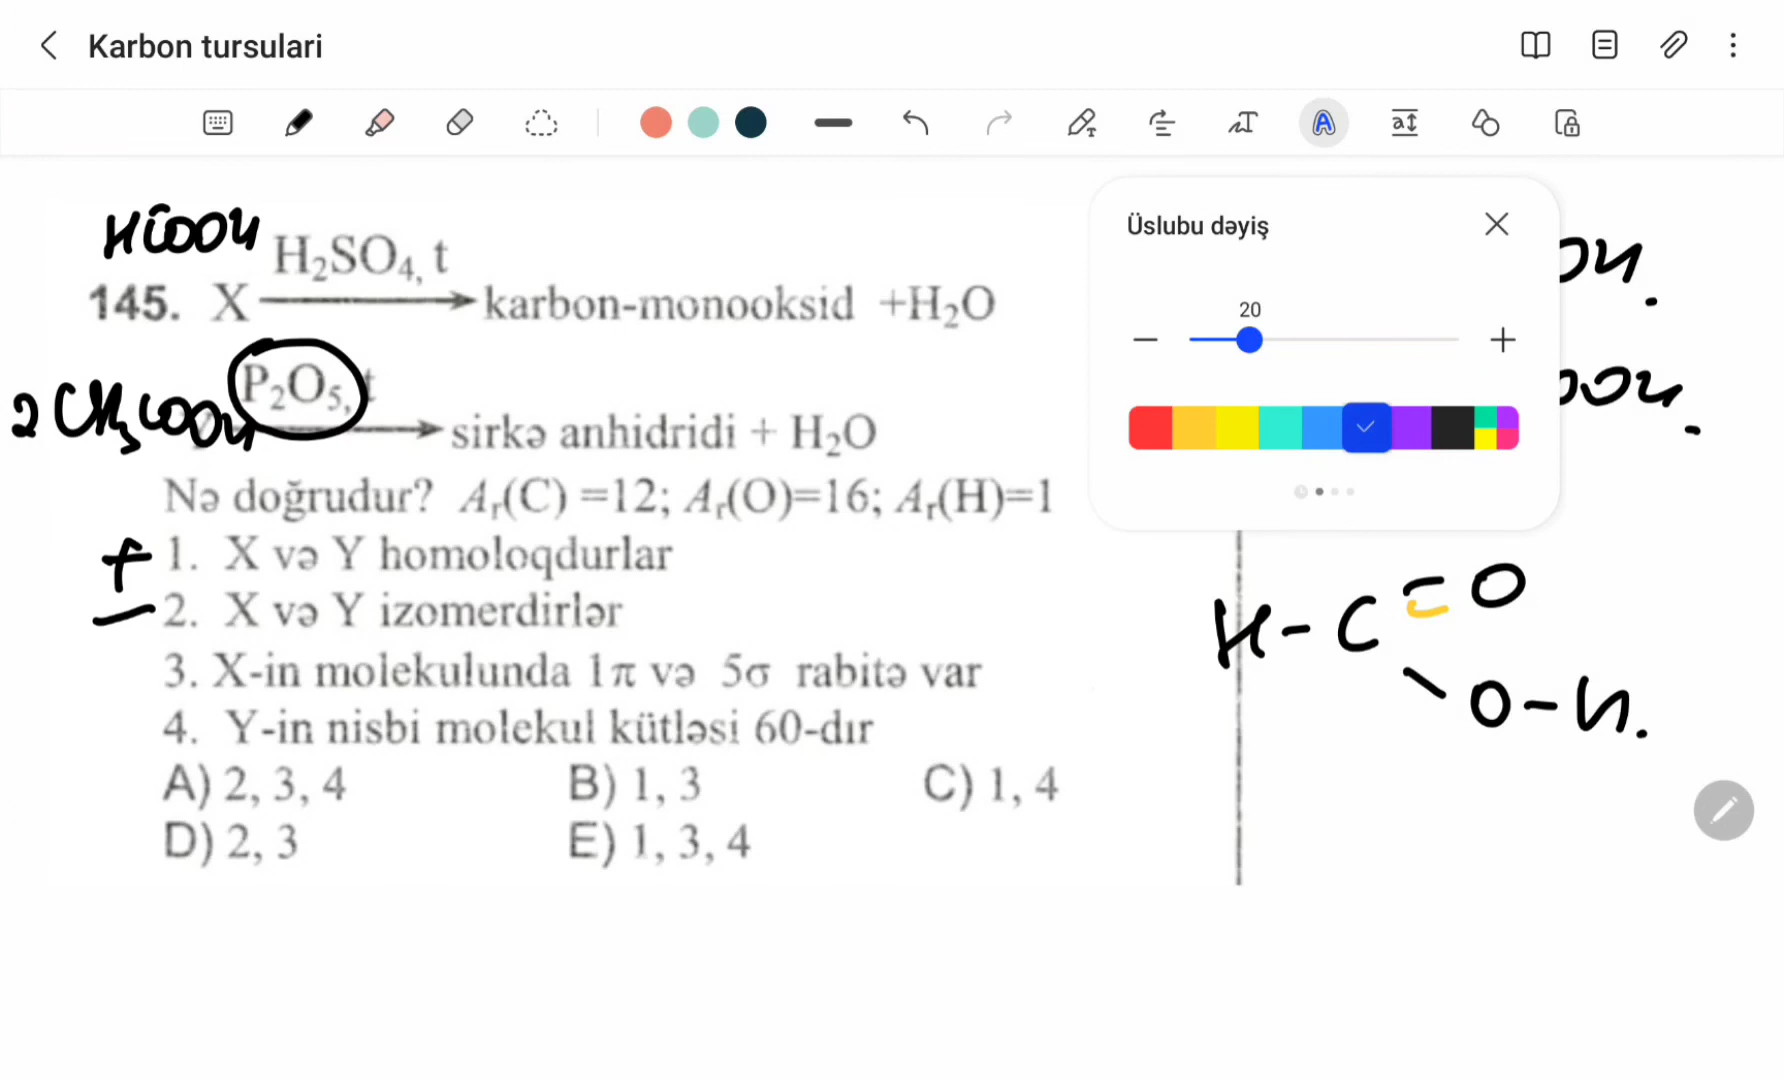 Karbon tursulari
Üslubu dəyiş
20
HCOOH
H₂SO₄, t
145. X → karbon-monooksid +H₂O
P₂O₅, t
2CH₃COOH → sirkə anhidridi + H₂O
Nə doğrudur? Aᵣ(C) =12; Aᵣ(O)=16; Aᵣ(H)=1
+ 1. X və Y homoloqdurlar
− 2. X və Y izomerdirlər
3. X-in molekulunda 1π və 5σ rabitə var
4. Y-in nisbi molekul kütləsi 60-dır
A) 2, 3, 4 B) 1, 3 C) 1, 4
D) 2, 3 E) 1, 3, 4
OH.
OOH.
H-C=O
\O-H.